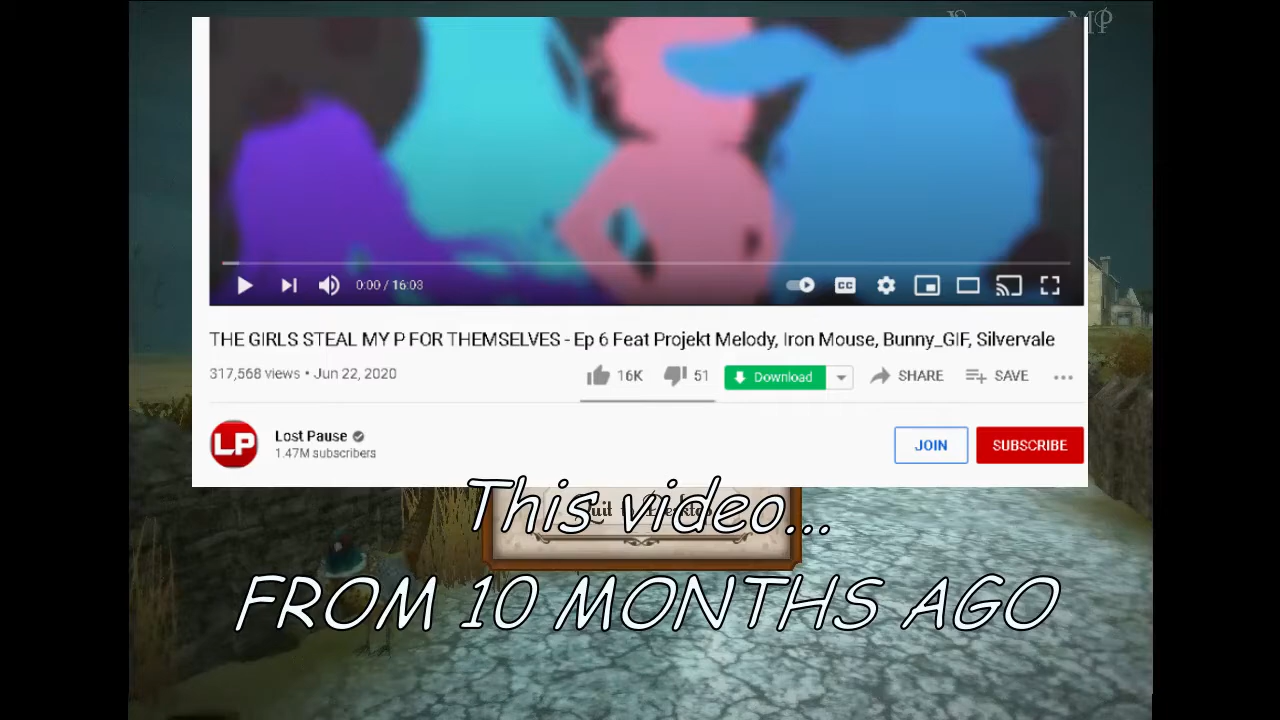 0:00 / 16:03
CC
THE GIRLS STEAL MY P FOR THEMSELVES - Ep 6 Feat Projekt Melody, Iron Mouse, Bunny_GIF, Silvervale
317,568 views • Jun 22, 2020
16K
51
Download
SHARE
SAVE
LP
Lost Pause
1.47M subscribers
JOIN
SUBSCRIBE
This video...
FROM 10 MONTHS AGO